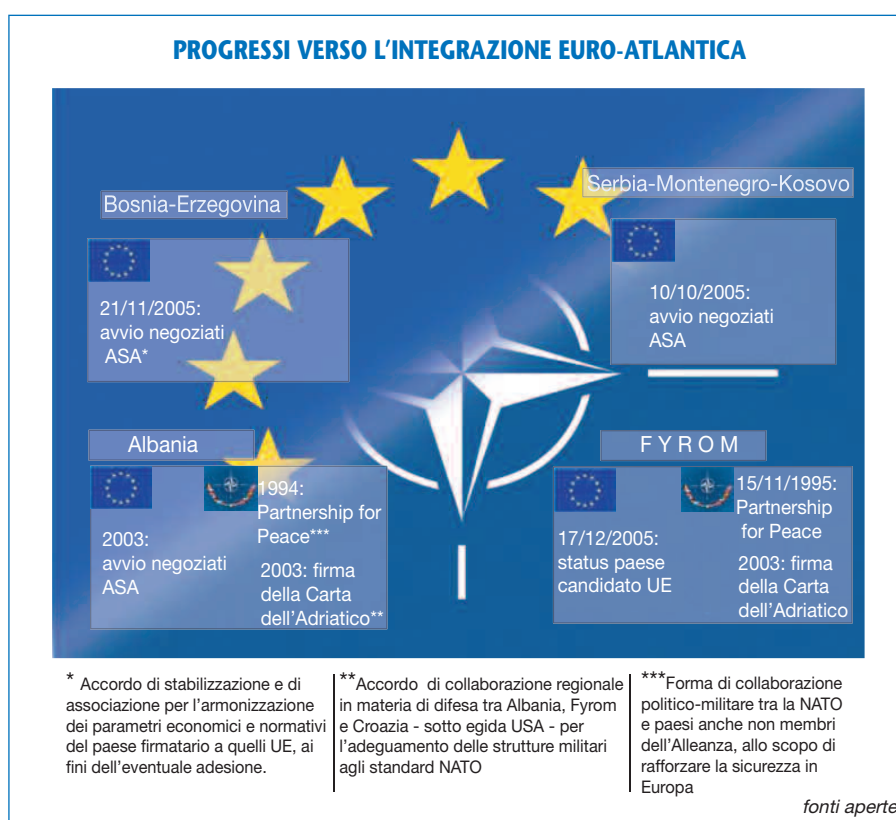 PROGRESSI VERSO L'INTEGRAZIONE EURO-ATLANTICA
Bosnia-Erzegovina
21/11/2005:
avvio negoziati
ASA*
Serbia-Montenegro-Kosovo
10/10/2005:
avvio negoziati
ASA
Albania
2003:
avvio negoziati
ASA
1994:
Partnership for
Peace***
2003: firma
della Carta
dell'Adriatico**
F Y R O M
17/12/2005:
status paese
candidato UE
15/11/1995:
Partnership
for Peace
2003: firma
della Carta
dell'Adriatico
* Accordo di stabilizzazione e di
associazione per l'armonizzazione
dei parametri economici e normativi
del paese firmatario a quelli UE, ai
fini dell'eventuale adesione.
**Accordo di collaborazione regionale
in materia di difesa tra Albania, Fyrom
e Croazia - sotto egida USA - per
l'adeguamento delle strutture militari
agli standard NATO
***Forma di collaborazione
politico-militare tra la NATO
e paesi anche non membri
dell'Alleanza, allo scopo di
rafforzare la sicurezza in
Europa
fonti aperte